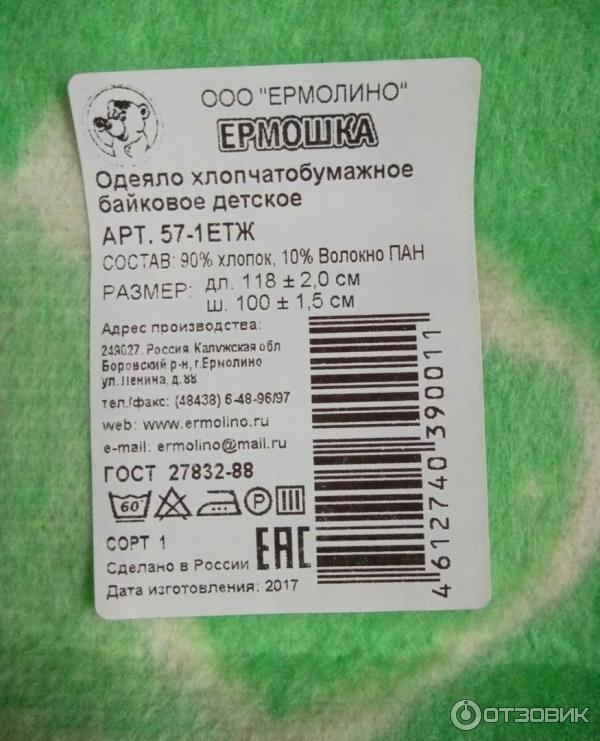 ООО "ЕРМОЛИНО"
ЕРМОШКА
Одеяло хлопчатобумажное
байковое детское
АРТ. 57-1ЕТЖ
СОСТАВ: 90% хлопок, 10% Волокно ПАН
РАЗМЕР: дл. 118 ± 2,0 см
ш. 100 ± 1,5 см
Адрес производства:
249027, Россия, Калужская обл
Боровский р-н, г.Ермолино
ул.Ленина, д.88
тел./факс: (48438) 6-48-96/97
web: www.ermolino.ru
e-mail: ermolino@mail.ru
ГОСТ 27832-88
60 P
СОРТ 1
Сделано в России
Дата изготовления: 2017
ЕАС
4612740390011
ОТЗОВИК